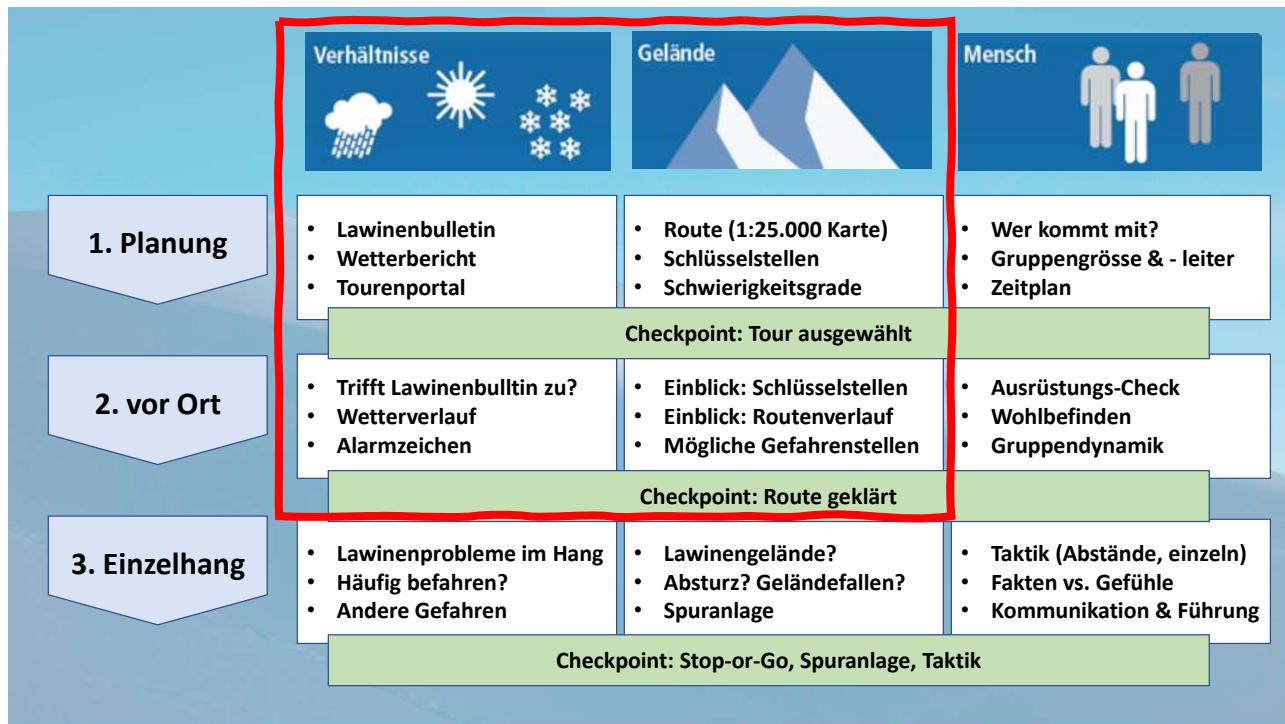 Verhältnisse
Gelände
Mensch
1. Planung
• Lawinenbulletin
• Wetterbericht
• Tourenportal
• Route (1:25.000 Karte)
• Schlüsselstellen
• Schwierigkeitsgrade
• Wer kommt mit?
• Gruppengrösse & - leiter
• Zeitplan
Checkpoint: Tour ausgewählt
2. vor Ort
• Trifft Lawinenbulltin zu?
• Wetterverlauf
• Alarmzeichen
• Einblick: Schlüsselstellen
• Einblick: Routenverlauf
• Mögliche Gefahrenstellen
• Ausrüstungs-Check
• Wohlbefinden
• Gruppendynamik
Checkpoint: Route geklärt
3. Einzelhang
• Lawinenprobleme im Hang
• Häufig befahren?
• Andere Gefahren
• Lawinengelände?
• Absturz? Geländefallen?
• Spuranlage
• Taktik (Abstände, einzeln)
• Fakten vs. Gefühle
• Kommunikation & Führung
Checkpoint: Stop-or-Go, Spuranlage, Taktik